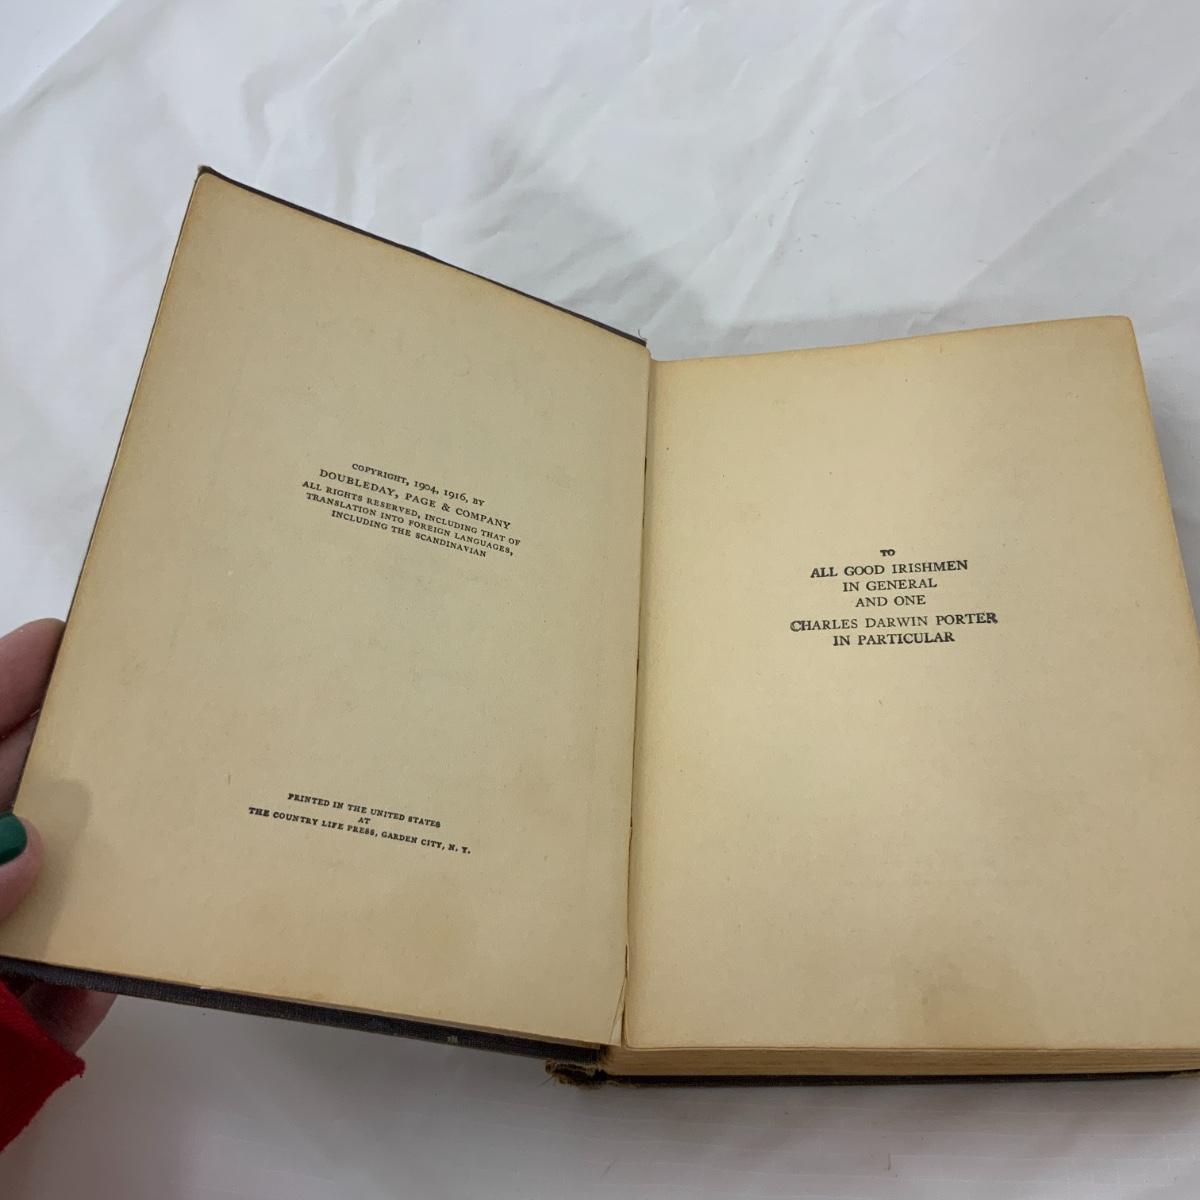 COPYRIGHT, 1904, 1916, BY
DOUBLEDAY, PAGE & COMPANY
ALL RIGHTS RESERVED, INCLUDING THAT OF
TRANSLATION INTO FOREIGN LANGUAGES,
INCLUDING THE SCANDINAVIAN
PRINTED IN THE UNITED STATES
AT
THE COUNTRY LIFE PRESS, GARDEN CITY, N. Y.
TO
ALL GOOD IRISHMEN
IN GENERAL
AND ONE
CHARLES DARWIN PORTER
IN PARTICULAR